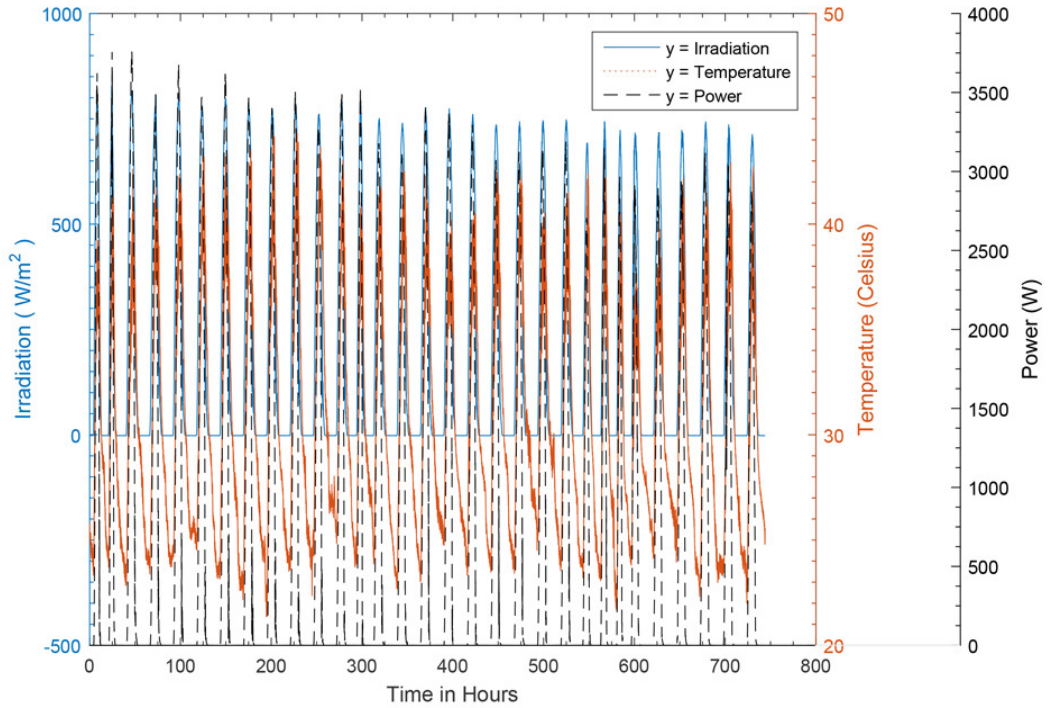 1000
500
0
-500
Irradiation ( W/m²)
50
40
30
20
Temperature (Celsius)
4000
3500
3000
2500
2000
1500
1000
500
0
Power (W)
y = Irradiation
y = Temperature
y = Power
0 100 200 300 400 500 600 700 800
Time in Hours